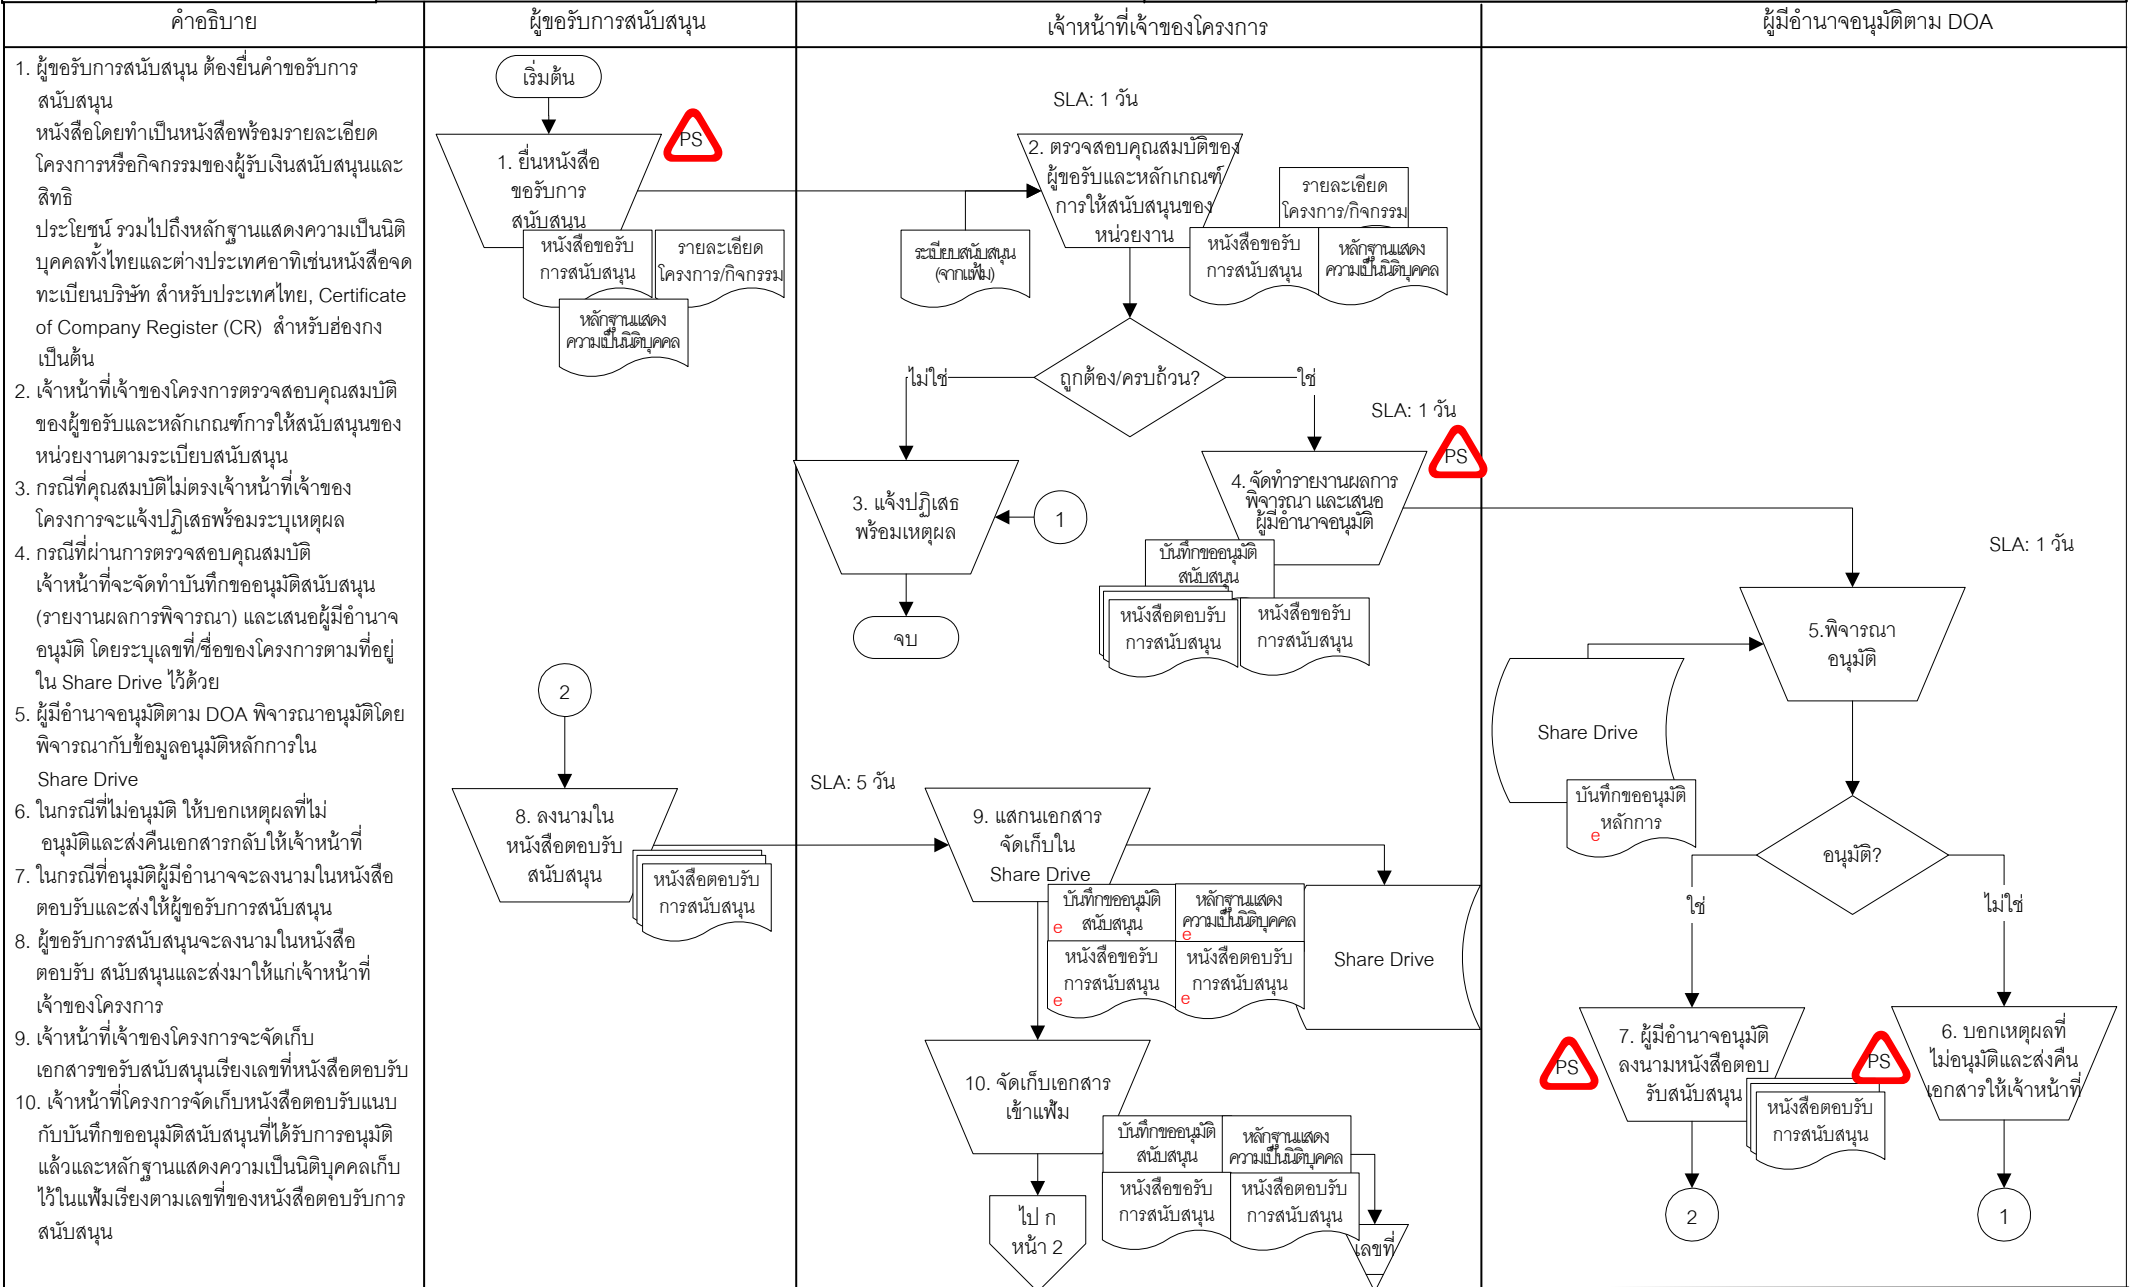 คำอธิบาย
ผู้ขอรับการสนับสนุน
เจ้าหน้าที่เจ้าของโครงการ
ผู้มีอำนาจอนุมัติตาม DOA
1. ผู้ขอรับการสนับสนุน ต้องยื่นคำขอรับการ
สนับสนุน
หนังสือโดยทำเป็นหนังสือพร้อมรายละเอียด
โครงการหรือกิจกรรมของผู้รับเงินสนับสนุนและ
สิทธิ
ประโยชน์ รวมไปถึงหลักฐานแสดงความเป็นนิติ
บุคคลทั้งไทยและต่างประเทศอาทิเช่นหนังสือจด
ทะเบียนบริษัท สำหรับประเทศไทย, Certificate
of Company Register (CR) สำหรับฮ่องกง
เป็นต้น
2. เจ้าหน้าที่เจ้าของโครงการตรวจสอบคุณสมบัติ
ของผู้ขอรับและหลักเกณฑ์การให้สนับสนุนของ
หน่วยงานตามระเบียบสนับสนุน
3. กรณีที่คุณสมบัติไม่ตรงเจ้าหน้าที่เจ้าของ
โครงการจะแจ้งปฏิเสธพร้อมระบุเหตุผล
4. กรณีที่ผ่านการตรวจสอบคุณสมบัติ
เจ้าหน้าที่จะจัดทำบันทึกขออนุมัติสนับสนุน
(รายงานผลการพิจารณา) และเสนอผู้มีอำนาจ
อนุมัติ โดยระบุเลขที่/ชื่อของโครงการตามที่อยู่
ใน Share Drive ไว้ด้วย
5. ผู้มีอำนาจอนุมัติตาม DOA พิจารณาอนุมัติโดย
พิจารณากับข้อมูลอนุมัติหลักการใน
Share Drive
6. ในกรณีที่ไม่อนุมัติ ให้บอกเหตุผลที่ไม่
อนุมัติและส่งคืนเอกสารกลับให้เจ้าหน้าที่
7. ในกรณีที่อนุมัติผู้มีอำนาจจะลงนามในหนังสือ
ตอบรับและส่งให้ผู้ขอรับการสนับสนุน
8. ผู้ขอรับการสนับสนุนจะลงนามในหนังสือ
ตอบรับ สนับสนุนและส่งมาให้แก่เจ้าหน้าที่
เจ้าของโครงการ
9. เจ้าหน้าที่เจ้าของโครงการจะจัดเก็บ
เอกสารขอรับสนับสนุนเรียงเลขที่หนังสือตอบรับ
10. เจ้าหน้าที่โครงการจัดเก็บหนังสือตอบรับแนบ
กับบันทึกขออนุมัติสนับสนุนที่ได้รับการอนุมัติ
แล้วและหลักฐานแสดงความเป็นนิติบุคคลเก็บ
ไว้ในแฟ้มเรียงตามเลขที่ของหนังสือตอบรับการ
สนับสนุน
เริ่มต้น
PS
1. ยื่นหนังสือ
ขอรับการ
สนับสนุน
หนังสือขอรับ
การสนับสนุน
รายละเอียด
โครงการ/กิจกรรม
หลักฐานแสดง
ความเป็นนิติบุคคล
2
8. ลงนามใน
หนังสือตอบรับ
สนับสนุน
หนังสือตอบรับ
การสนับสนุน
SLA: 1 วัน
2. ตรวจสอบคุณสมบัติของ
ผู้ขอรับและหลักเกณฑ์
การให้สนับสนุนของ
หน่วยงาน
ระเบียบสนับสนุน
(จากแฟ้ม)
รายละเอียด
โครงการ/กิจกรรม
หนังสือขอรับ
การสนับสนุน
หลักฐานแสดง
ความเป็นนิติบุคคล
ไม่ใช่
ถูกต้อง/ครบถ้วน?
ใช่
SLA: 1 วัน
PS
3. แจ้งปฏิเสธ
พร้อมเหตุผล
1
จบ
4. จัดทำรายงานผลการ
พิจารณา และเสนอ
ผู้มีอำนาจอนุมัติ
บันทึกขออนุมัติ
สนับสนุน
หนังสือตอบรับ
การสนับสนุน
หนังสือขอรับ
การสนับสนุน
SLA: 5 วัน
9. แสกนเอกสาร
จัดเก็บใน
Share Drive
บันทึกขออนุมัติ
สนับสนุน
e
หลักฐานแสดง
ความเป็นนิติบุคคล
e
หนังสือขอรับ
การสนับสนุน
e
หนังสือตอบรับ
การสนับสนุน
e
Share Drive
10. จัดเก็บเอกสาร
เข้าแฟ้ม
บันทึกขออนุมัติ
สนับสนุน
หลักฐานแสดง
ความเป็นนิติบุคคล
หนังสือขอรับ
การสนับสนุน
หนังสือตอบรับ
การสนับสนุน
ไป ก
หน้า 2
เลขที่
SLA: 1 วัน
5.พิจารณา
อนุมัติ
Share Drive
บันทึกขออนุมัติ
หลักการ
e
อนุมัติ?
ใช่
ไม่ใช่
PS
7. ผู้มีอำนาจอนุมัติ
ลงนามหนังสือตอบ
รับสนับสนุน
หนังสือตอบรับ
การสนับสนุน
PS
6. บอกเหตุผลที่
ไม่อนุมัติและส่งคืน
เอกสารให้เจ้าหน้าที่
2
1